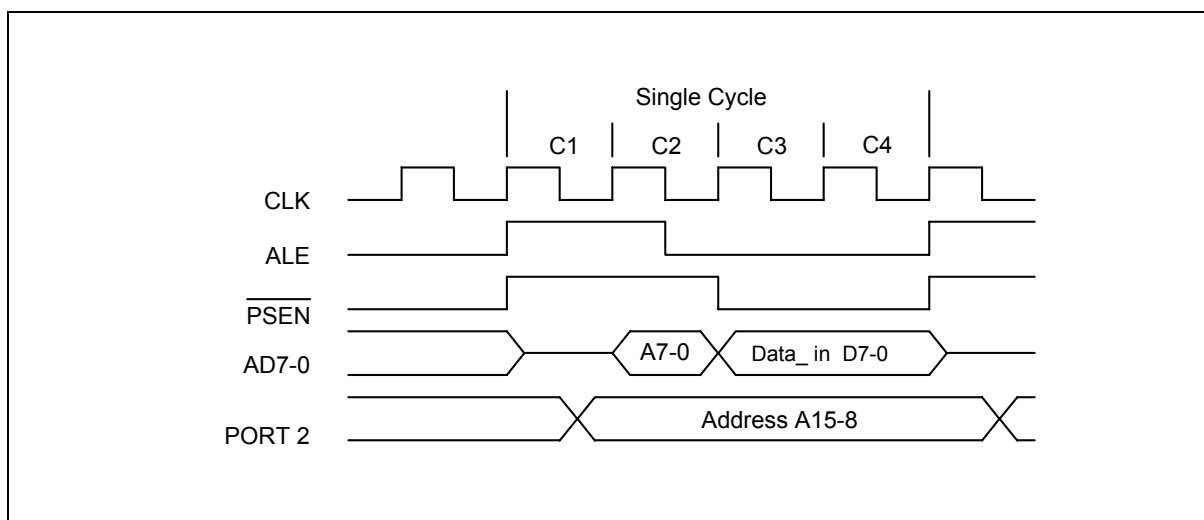 Single Cycle
C1 C2 C3 C4
CLK
ALE
PSEN
AD7-0 A7-0 Data_ in D7-0
PORT 2 Address A15-8